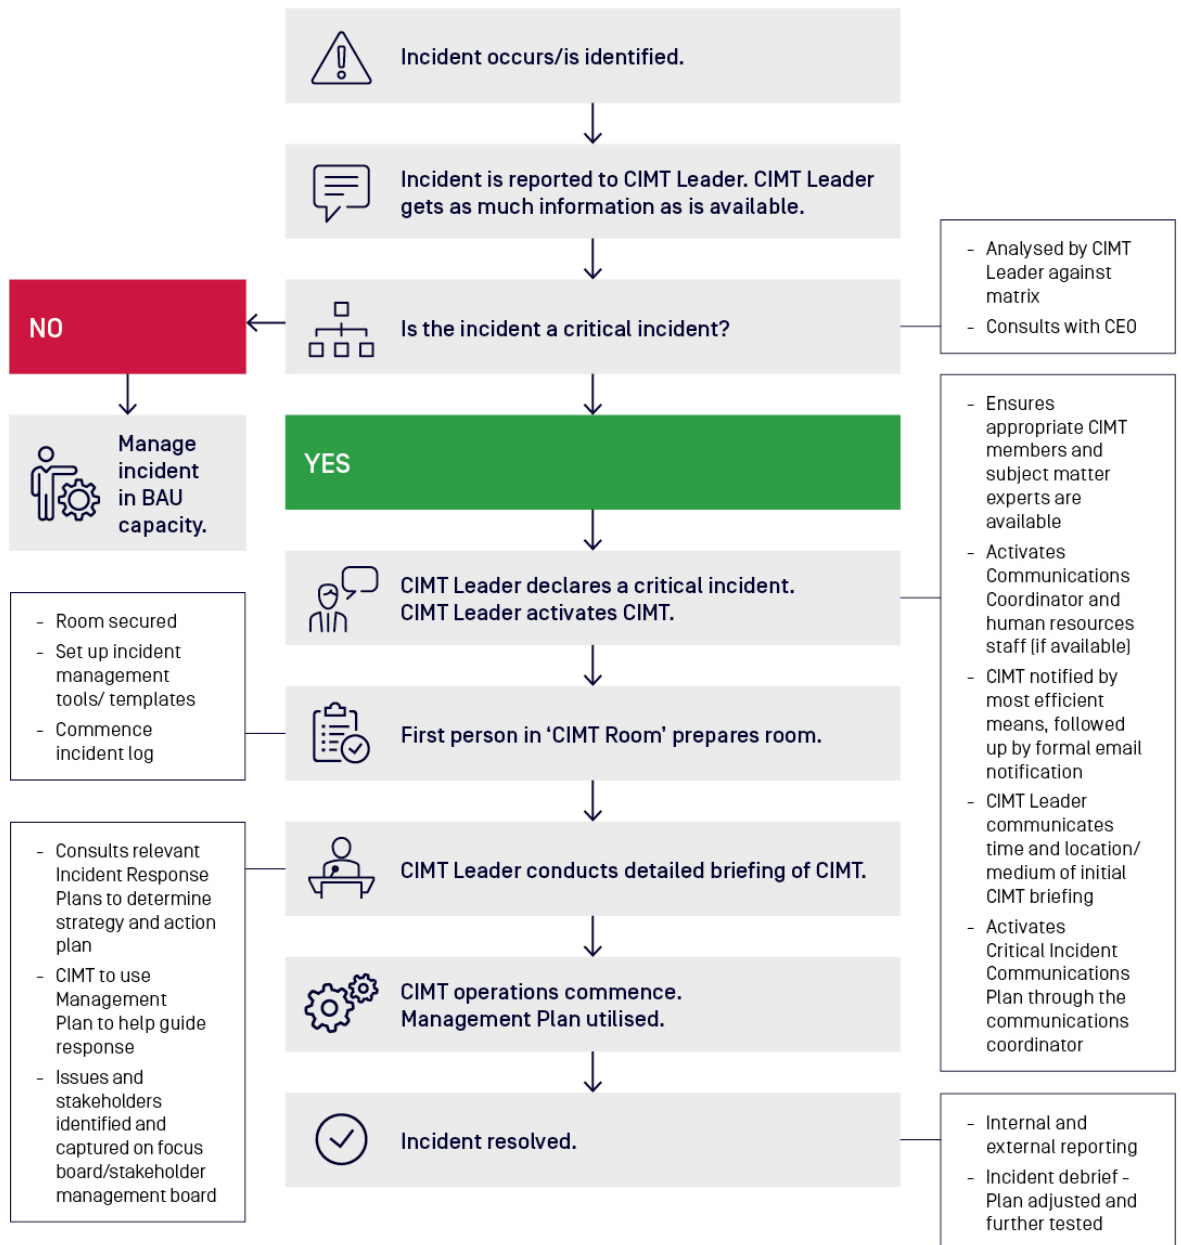 Incident occurs/is identified.
Incident is reported to CIMT Leader. CIMT Leader
gets as much information as is available.
Is the incident a critical incident?
- Analysed by CIMT
Leader against
matrix
- Consults with CEO
NO
Manage
incident
in BAU
capacity.
YES
CIMT Leader declares a critical incident.
CIMT Leader activates CIMT.
- Ensures
appropriate CIMT
members and
subject matter
experts are
available
- Activates
Communications
Coordinator and
human resources
staff (if available)
- CIMT notified by
most efficient
means, followed
up by formal email
notification
- CIMT Leader
communicates
time and location/
medium of initial
CIMT briefing
- Activates
Critical Incident
Communications
Plan through the
communications
coordinator
First person in ‘CIMT Room’ prepares room.
- Room secured
- Set up incident
management
tools/ templates
- Commence
incident log
CIMT Leader conducts detailed briefing of CIMT.
- Consults relevant
Incident Response
Plans to determine
strategy and action
plan
- CIMT to use
Management
Plan to help guide
response
- Issues and
stakeholders
identified and
captured on focus
board/stakeholder
management board
CIMT operations commence.
Management Plan utilised.
Incident resolved.
- Internal and
external reporting
- Incident debrief -
Plan adjusted and
further tested